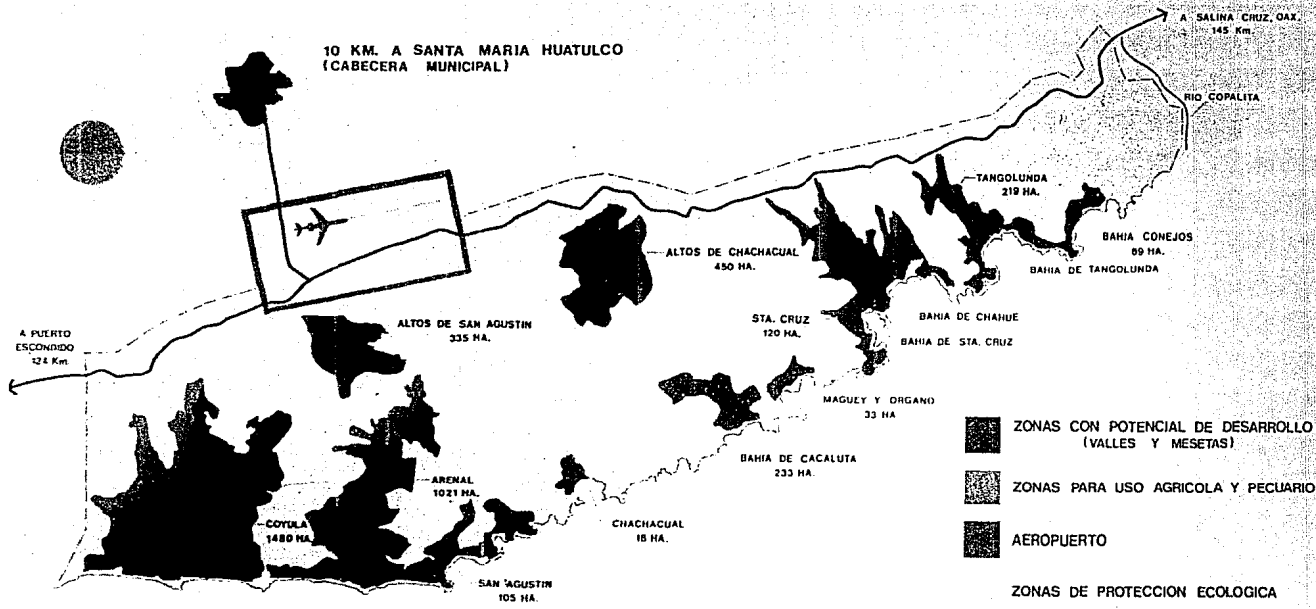 A SALINA CRUZ, OAX.
145 Km.
10 KM. A SANTA MARIA HUATULCO
(CABECERA MUNICIPAL)
RIO COPALITA
TANGOLUNDA
219 HA.
BAHIA CONEJOS
89 HA.
BAHIA DE TANGOLUNDA
ALTOS DE CHACHACUAL
450 HA.
BAHIA DE CHAHUE
STA. CRUZ
120 HA.
BAHIA DE STA. CRUZ
ALTOS DE SAN AGUSTIN
335 HA.
A PUERTO
ESCONDIDO
124 Km.
MAGUEY Y ORGANO
33 HA
BAHIA DE CACALUTA
233 HA.
ARENAL
1021 HA.
COYULA
1480 HA.
CHACHACUAL
18 HA.
SAN AGUSTIN
105 HA.
ZONAS CON POTENCIAL DE DESARROLLO
(VALLES Y MESETAS)
ZONAS PARA USO AGRICOLA Y PECUARIO
AEROPUERTO
ZONAS DE PROTECCION ECOLOGICA